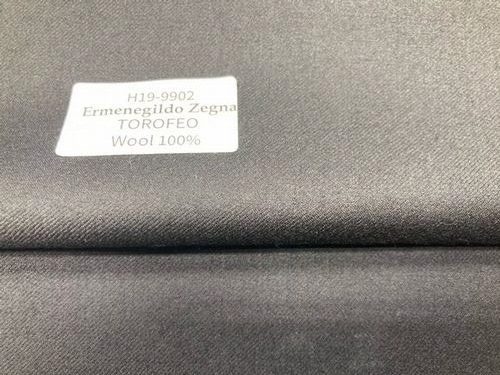 H19-9902
Ermenegildo Zegna
TOROFEO
Wool 100%